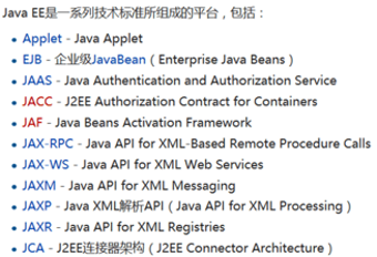 Java EE是一系列技术标准所组成的平台，包括：
• Applet - Java Applet
• EJB - 企业级JavaBean（Enterprise Java Beans）
• JAAS - Java Authentication and Authorization Service
• JACC - J2EE Authorization Contract for Containers
• JAF - Java Beans Activation Framework
• JAX-RPC - Java API for XML-Based Remote Procedure Calls
• JAX-WS - Java API for XML Web Services
• JAXM - Java API for XML Messaging
• JAXP - Java XML解析API（Java API for XML Processing）
• JAXR - Java API for XML Registries
• JCA - J2EE连接器架构（J2EE Connector Architecture）